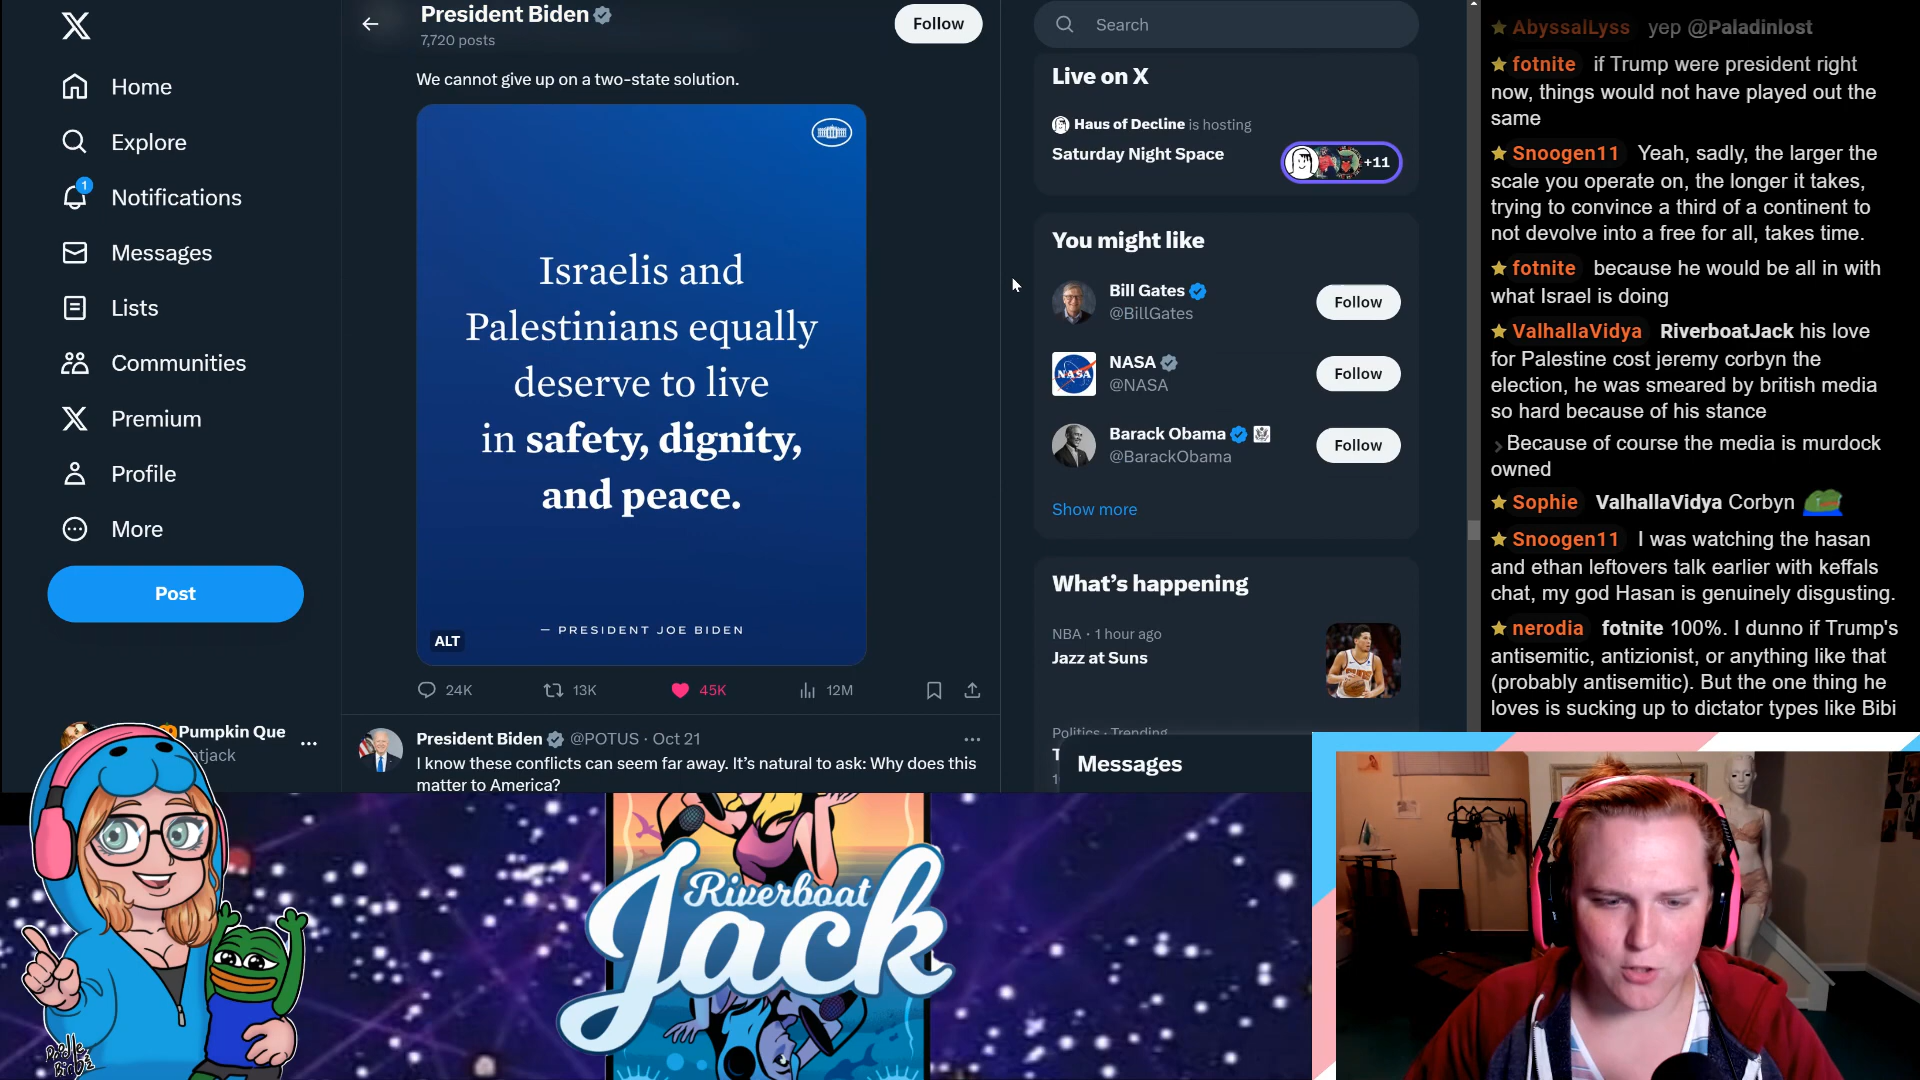 President Biden
7,720 posts
Follow
We cannot give up on a two-state solution.
Israelis and
Palestinians equally
deserve to live
in safety, dignity,
and peace.
— PRESIDENT JOE BIDEN
ALT
24K
13K
45K
12M
President Biden @POTUS · Oct 21
I know these conflicts can seem far away. It's natural to ask: Why does this
matter to America?
X
Home
Explore
1
Notifications
Messages
Lists
Communities
Premium
Profile
More
Post
Pumpkin Que
tjack
Search
Live on X
Haus of Decline is hosting
Saturday Night Space
+11
You might like
Bill Gates
@BillGates
Follow
NASA
NASA
@NASA
Follow
Barack Obama
@BarackObama
Follow
Show more
What's happening
NBA · 1 hour ago
Jazz at Suns
Politics · Trending
Messages
AbyssalLyss yep @Paladinlost
fotnite if Trump were president right
now, things would not have played out the
same
Snoogen11 Yeah, sadly, the larger the
scale you operate on, the longer it takes,
trying to convince a third of a continent to
not devolve into a free for all, takes time.
fotnite because he would be all in with
what Israel is doing
ValhallaVidya RiverboatJack his love
for Palestine cost jeremy corbyn the
election, he was smeared by british media
so hard because of his stance
Because of course the media is murdock
owned
Sophie ValhallaVidya Corbyn
Snoogen11 I was watching the hasan
and ethan leftovers talk earlier with keffals
chat, my god Hasan is genuinely disgusting.
nerodia fotnite 100%. I dunno if Trump's
antisemitic, antizionist, or anything like that
(probably antisemitic). But the one thing he
loves is sucking up to dictator types like Bibi
Riverboat
Jack